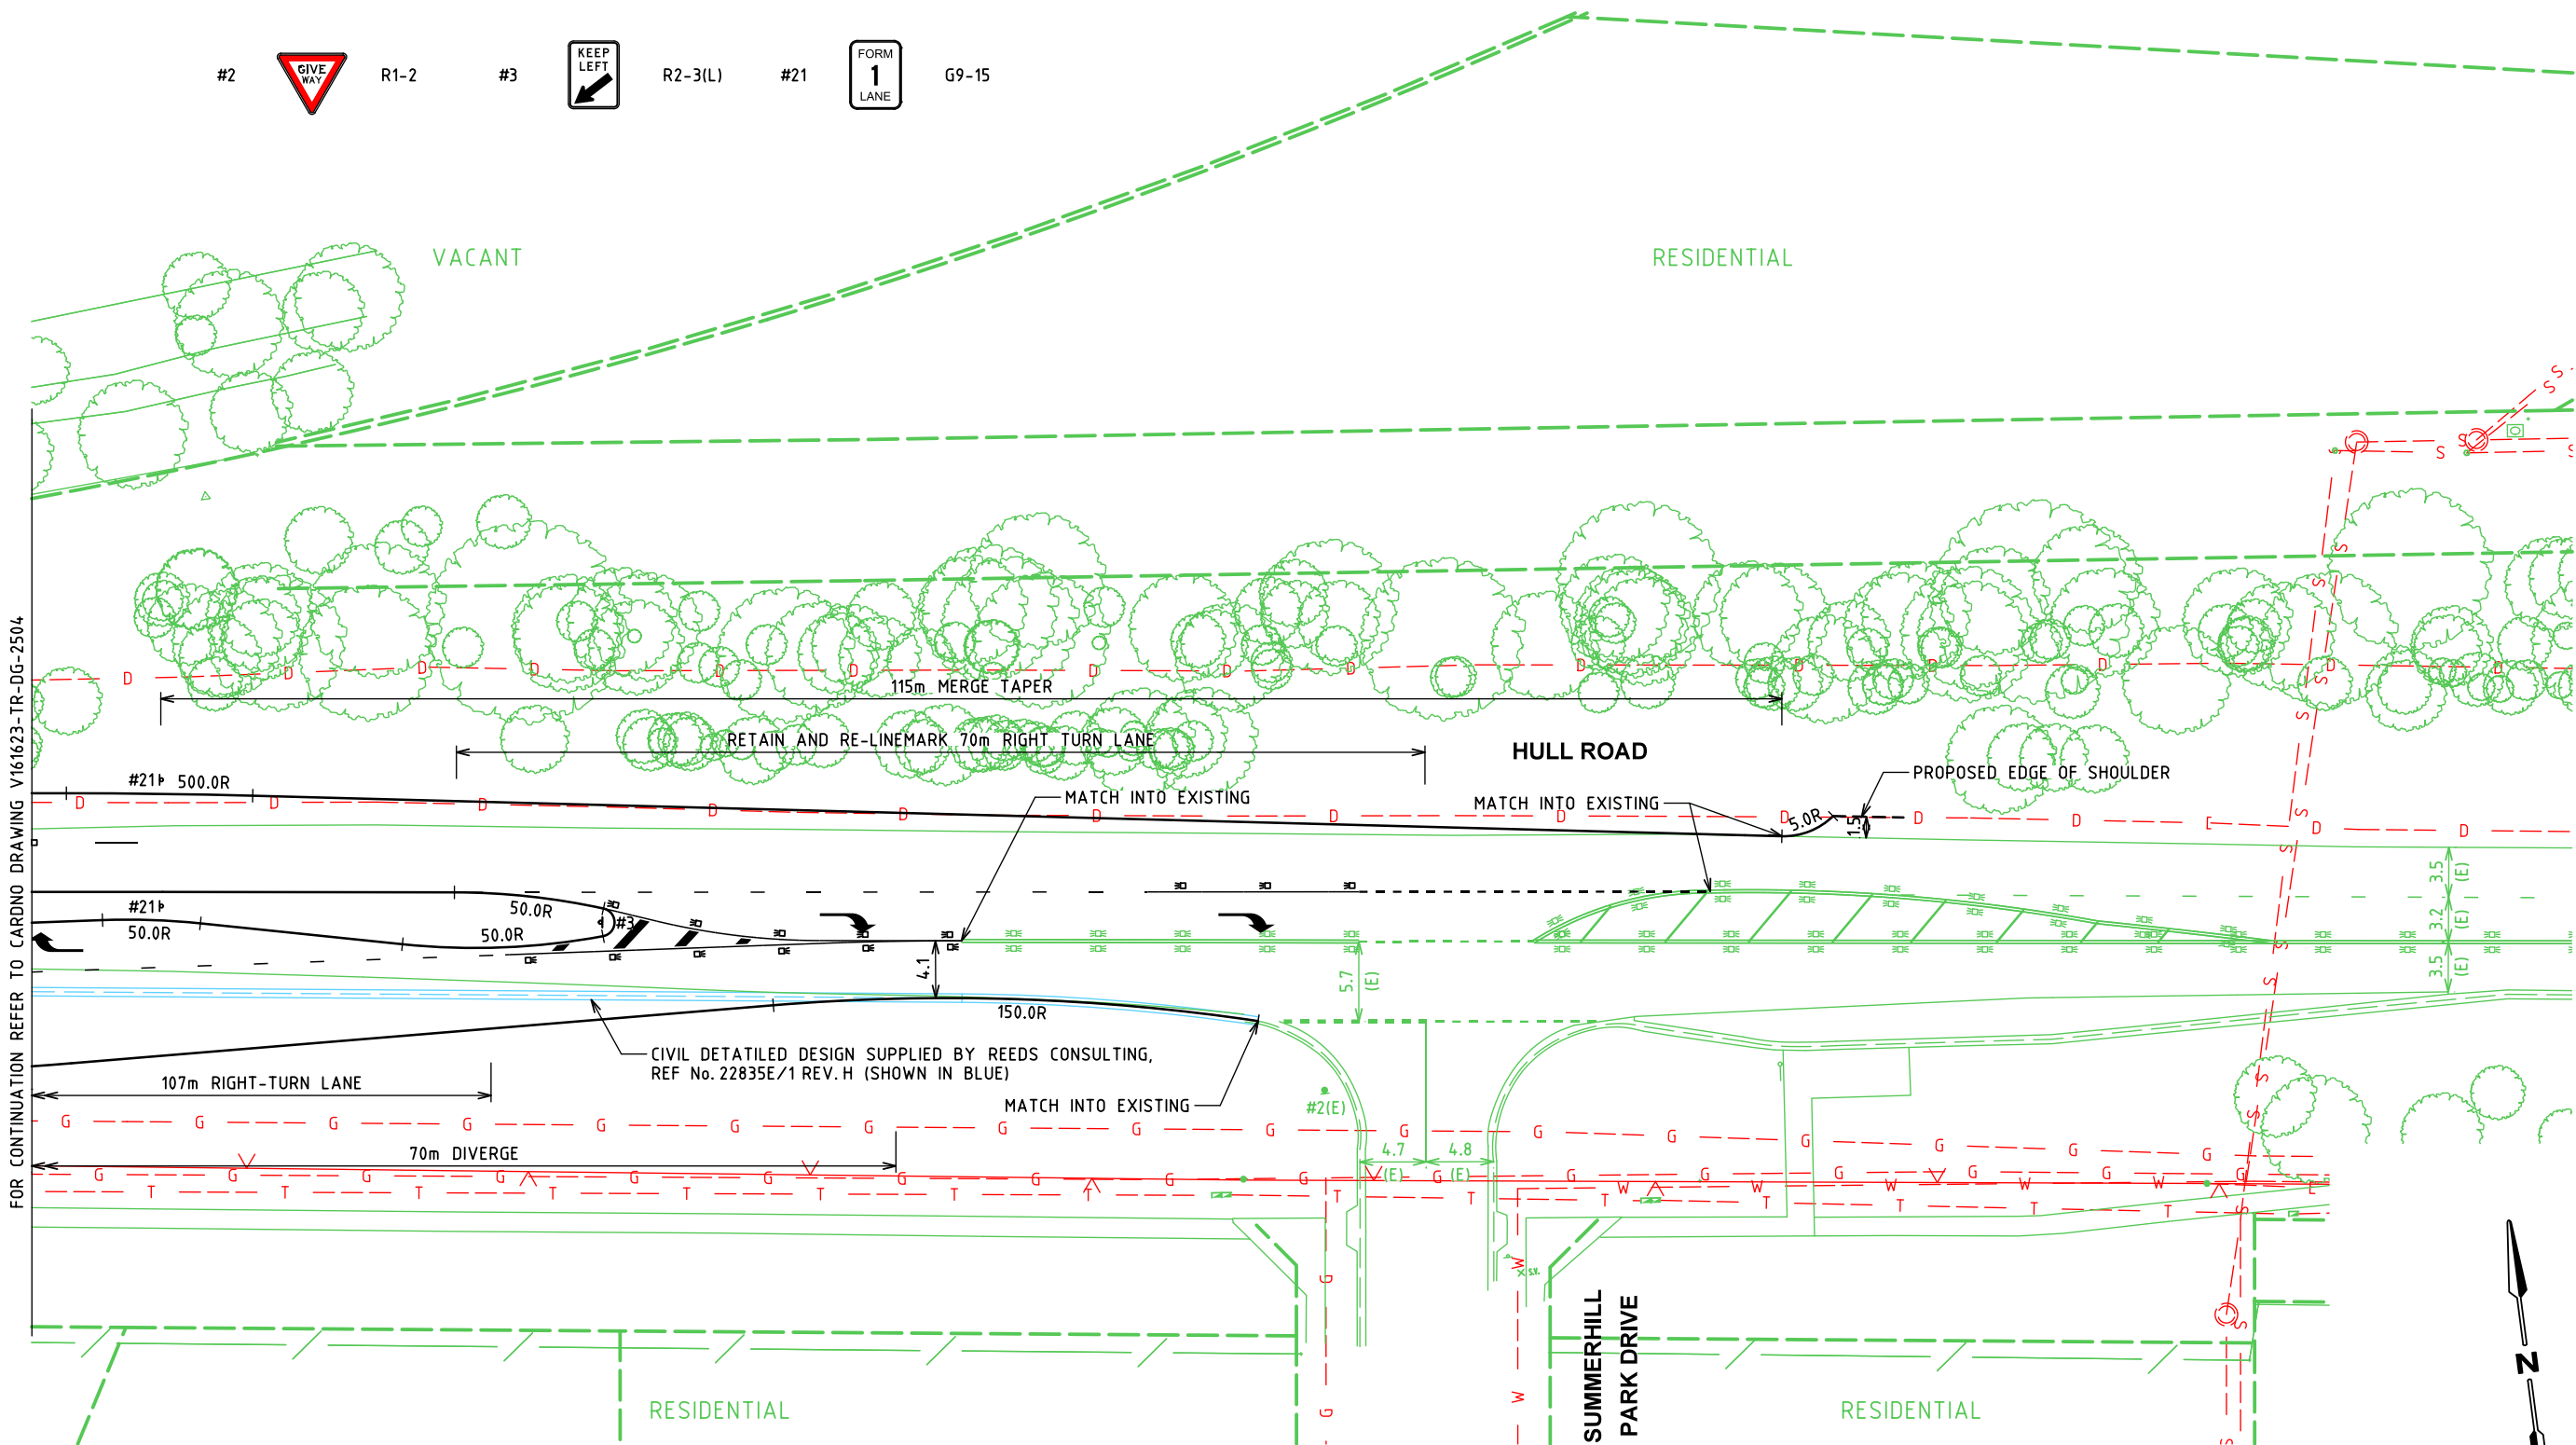 #2 GIVE WAY R1-2 #3 KEEP LEFT R2-3(L) #21 FORM 1 LANE G9-15
VACANT
RESIDENTIAL
FOR CONTINUATION REFER TO CARDNO DRAWING V161623-TR-DG-2504
115m MERGE TAPER
RETAIN AND RE-LINEMARK 70m RIGHT TURN LANE
HULL ROAD
PROPOSED EDGE OF SHOULDER
#21 500.0R
MATCH INTO EXISTING
MATCH INTO EXISTING
5.0R
1.5
3.5 (E)
3.2 (E)
3.5 (E)
#21
50.0R
50.0R
50.0R
#3
4.1
5.7 (E)
150.0R
CIVIL DETATILED DESIGN SUPPLIED BY REEDS CONSULTING,
REF No. 22835E/1 REV. H (SHOWN IN BLUE)
107m RIGHT-TURN LANE
MATCH INTO EXISTING
#2(E)
70m DIVERGE
4.7 (E)
4.8 (E)
S.V.
SUMMERHILL
PARK DRIVE
RESIDENTIAL
RESIDENTIAL
N